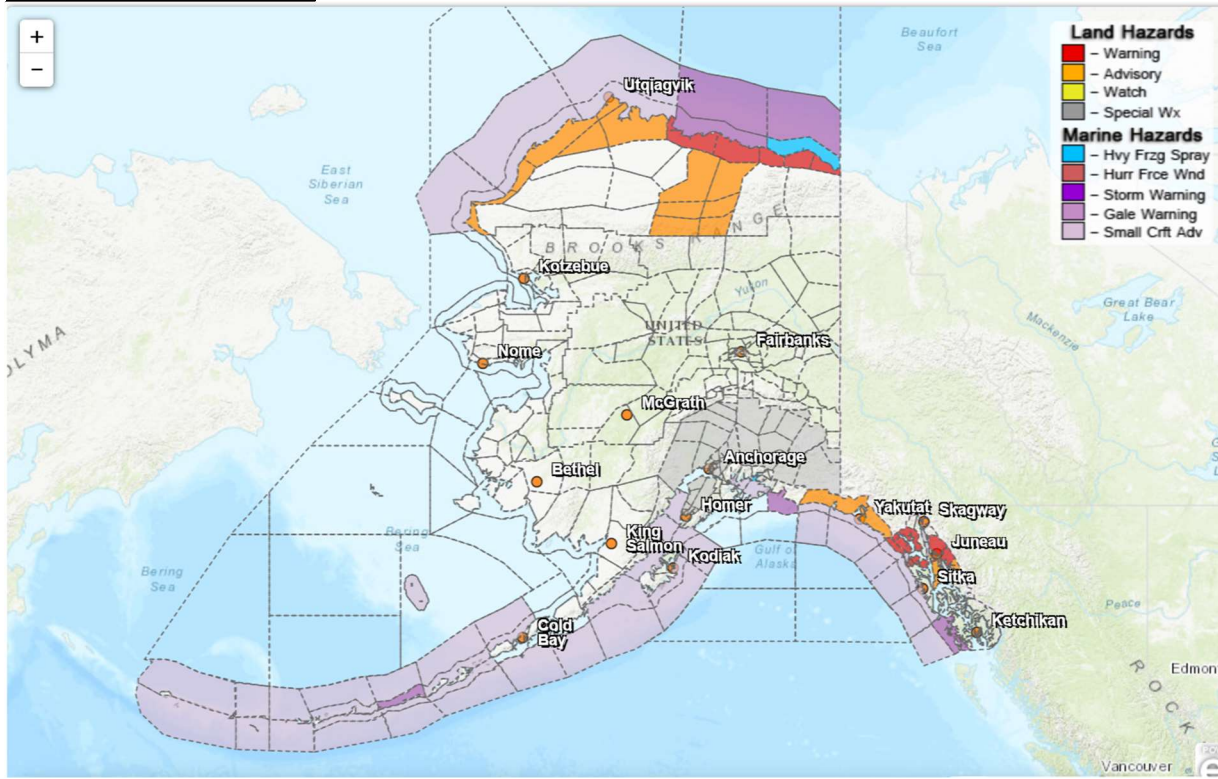 +
−
Beaufort
Sea
Land Hazards
– Warning
– Advisory
– Watch
– Special Wx
Marine Hazards
– Hvy Frzg Spray
– Hurr Frce Wnd
– Storm Warning
– Gale Warning
– Small Crft Adv
Utqiagvik
East
Siberian
Sea
BROOKS RANGE
Kotzebue
Yukon
Great Bear
Lake
Mackenzie
OLYMA
UNITED
STATES
Fairbanks
Nome
McGrath
Anchorage
Bethel
Homer
Yakutat
Skagway
King
Salmon
Kodiak
Juneau
Bering
Sea
Gulf of
Alaska
Bering
Sea
Sitka
Peace
Ketchikan
Cold
Bay
ROCK
Edmon
Vancouver